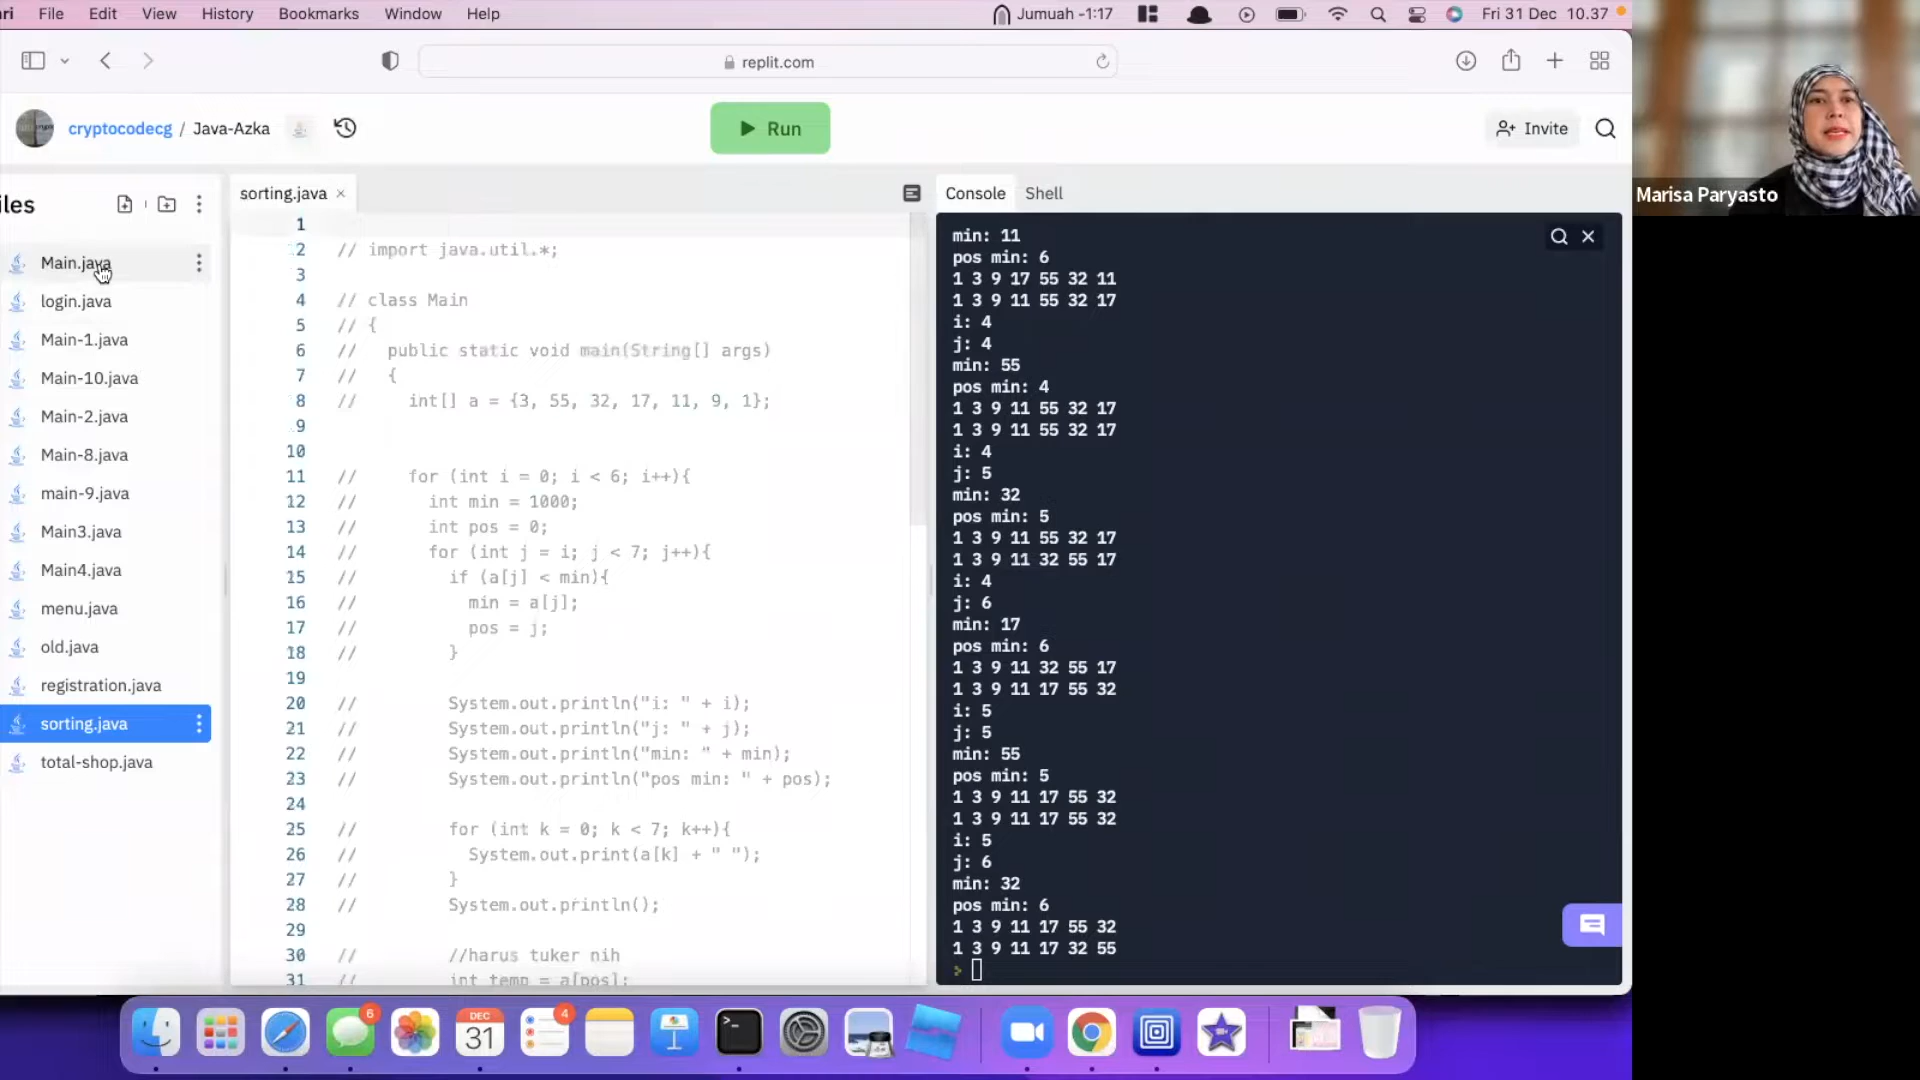 ri File Edit View History Bookmarks Window Help Jumuah -1:17 Fri 31 Dec 10.37
replit.com
cryptocodecg / Java-Azka Run Invite
iles
Main.java
login.java
Main-1.java
Main-10.java
Main-2.java
Main-8.java
main-9.java
Main3.java
Main4.java
menu.java
old.java
registration.java
sorting.java
total-shop.java
sorting.java ×
1
2 // import java.util.*;
3
4 // class Main
5 // {
6 // public static void main(String[] args)
7 // {
8 // int[] a = {3, 55, 32, 17, 11, 9, 1};
9
10
11 // for (int i = 0; i < 6; i++){
12 // int min = 1000;
13 // int pos = 0;
14 // for (int j = i; j < 7; j++){
15 // if (a[j] < min){
16 // min = a[j];
17 // pos = j;
18 // }
19
20 // System.out.println("i: " + i);
21 // System.out.println("j: " + j);
22 // System.out.println("min: " + min);
23 // System.out.println("pos min: " + pos);
24
25 // for (int k = 0; k < 7; k++){
26 // System.out.print(a[k] + " ");
27 // }
28 // System.out.println();
29
30 // //harus tuker nih
31 // int temp = a[pos];
Console Shell
min: 11
pos min: 6
1 3 9 17 55 32 11
1 3 9 11 55 32 17
i: 4
j: 4
min: 55
pos min: 4
1 3 9 11 55 32 17
1 3 9 11 55 32 17
i: 4
j: 5
min: 32
pos min: 5
1 3 9 11 55 32 17
1 3 9 11 32 55 17
i: 4
j: 6
min: 17
pos min: 6
1 3 9 11 32 55 17
1 3 9 11 17 55 32
i: 5
j: 5
min: 55
pos min: 5
1 3 9 11 17 55 32
1 3 9 11 17 55 32
i: 5
j: 6
min: 32
pos min: 6
1 3 9 11 17 55 32
1 3 9 11 17 32 55
Marisa Paryasto
6
DEC
31
4